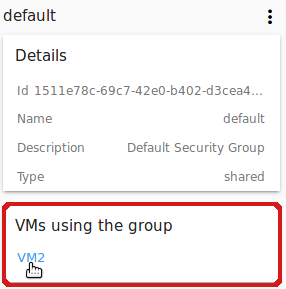 default
Details
Id 1511e78c-69c7-42e0-b402-d3cea4...
Name default
Description Default Security Group
Type shared
VMs using the group
VM2